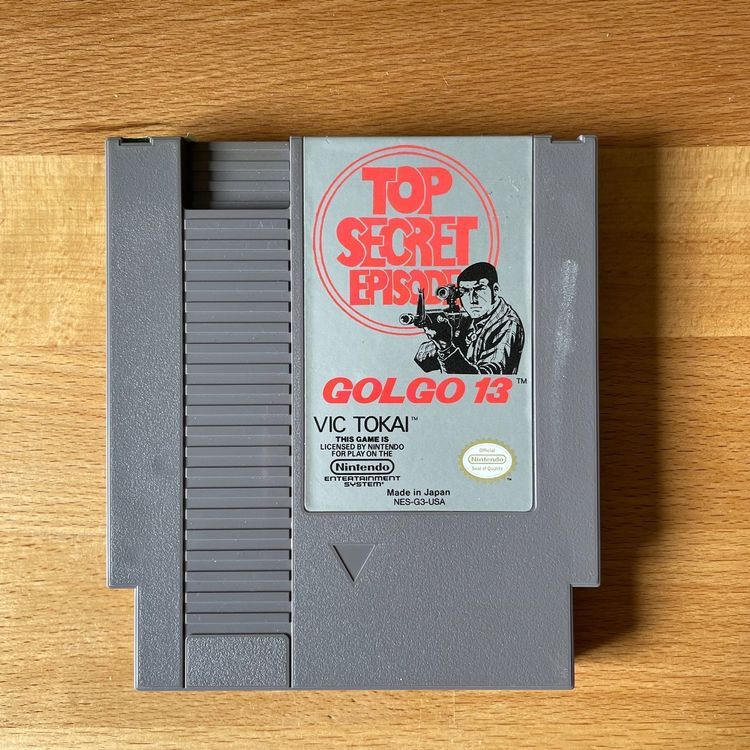 TOP
SECRET
EPISODE
GOLGO 13™
VIC TOKAI™
THIS GAME IS
LICENSED BY NINTENDO
FOR PLAY ON THE
Nintendo
ENTERTAINMENT
SYSTEM®
Official
Nintendo
Seal of Quality
™
Made in Japan
NES-G3-USA